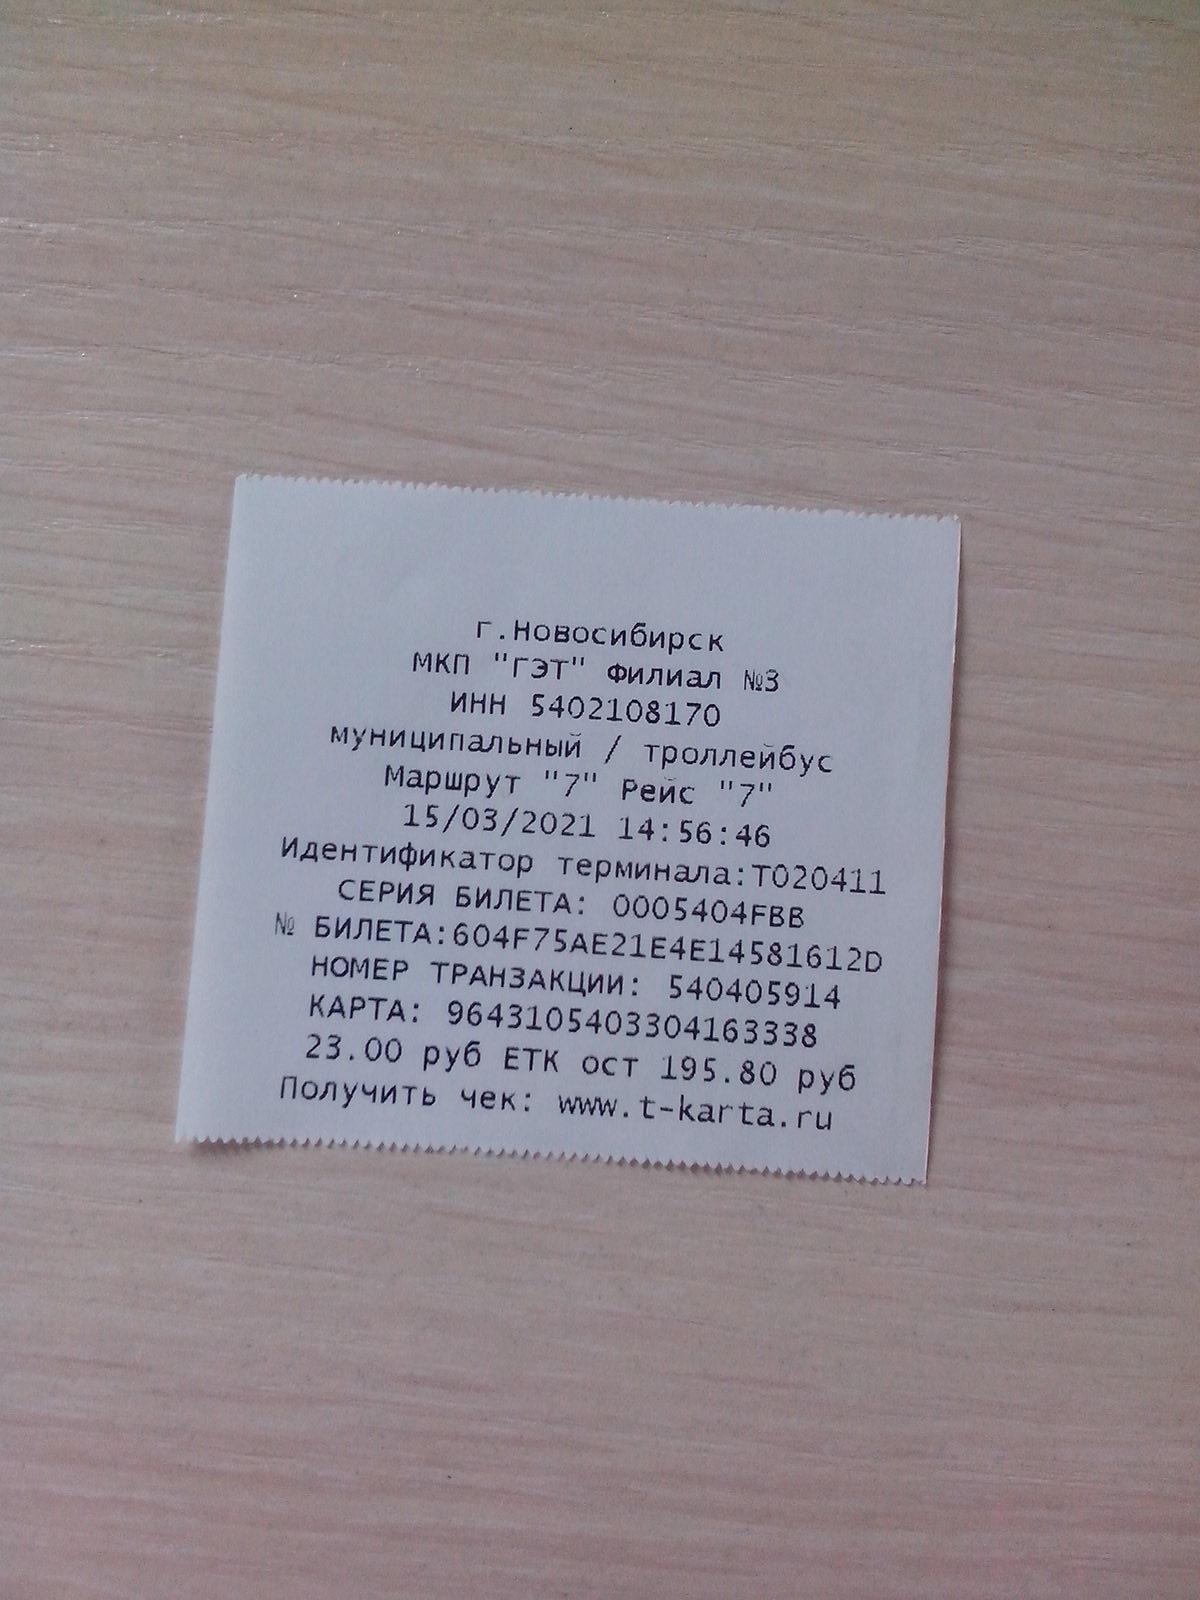 г.Новосибирск
МКП "ГЭТ" Филиал №3
ИНН 5402108170
муниципальный / троллейбус
Маршрут "7" Рейс "7"
15/03/2021 14:56:46
Идентификатор терминала:T020411
СЕРИЯ БИЛЕТА: 0005404FBB
№ БИЛЕТА:604F75AE21E4E14581612D
НОМЕР ТРАНЗАКЦИИ: 540405914
КАРТА: 9643105403304163338
23.00 руб ЕТК ост 195.80 руб
Получить чек: www.t-karta.ru